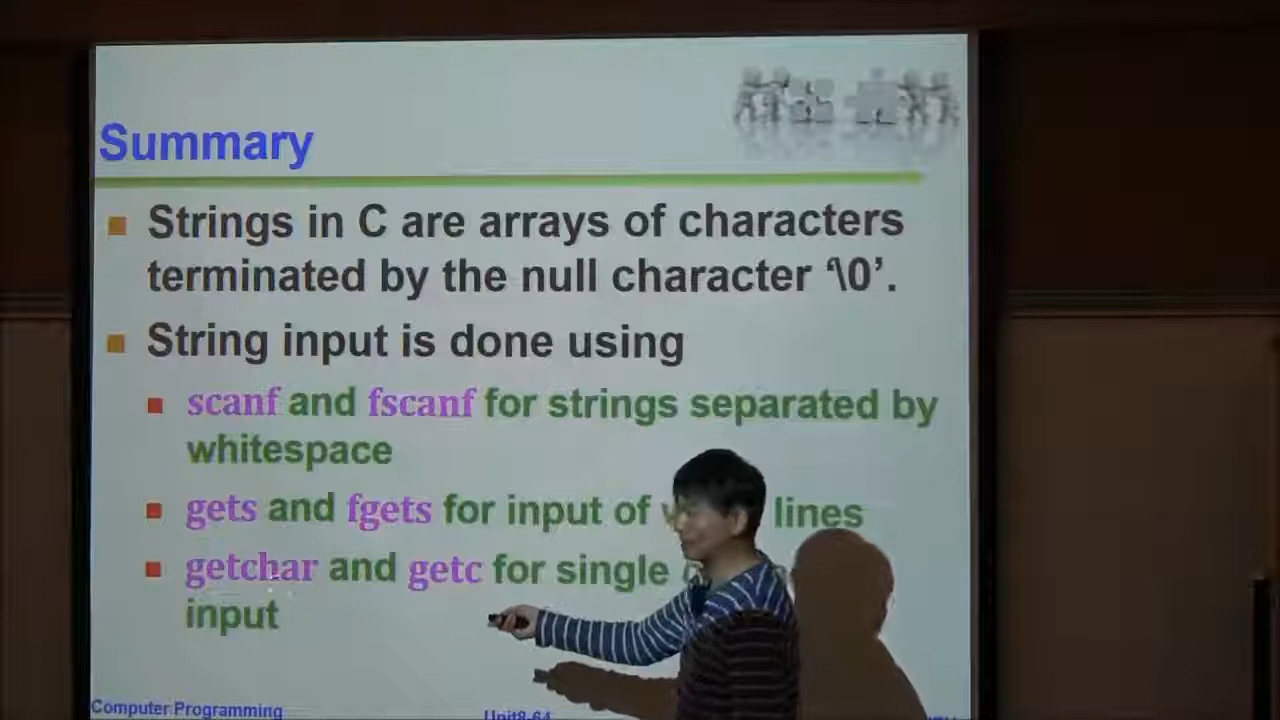 Summary
Strings in C are arrays of characters
terminated by the null character ‘\0’.
String input is done using
scanf and fscanf for strings separated by
whitespace
gets and fgets for input of lines
getchar and getc for single
input
Computer Programming
Unit8-64